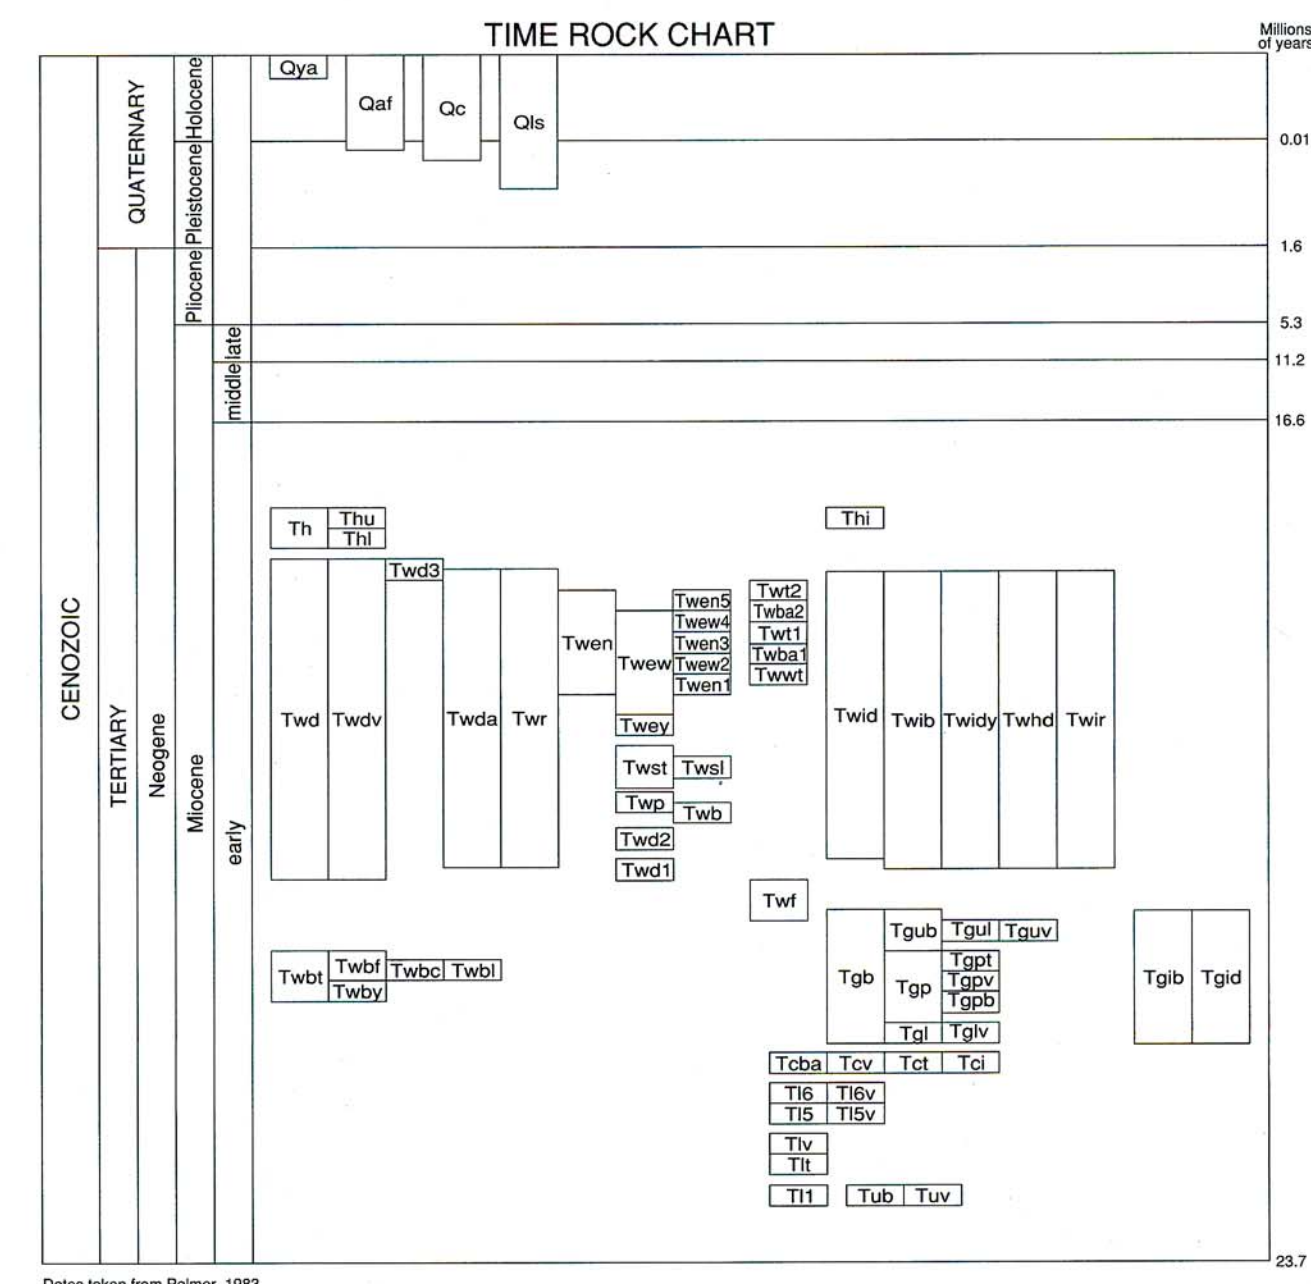 TIME ROCK CHART
Millions
of years
CENOZOIC
QUATERNARY
TERTIARY
Neogene
Holocene
Pleistocene
Pliocene
Miocene
late
middle
early
0.01
1.6
5.3
11.2
16.6
23.7
Qya
Qaf
Qc
Qls
Th
Thu
Thl
Thi
Twd
Twdv
Twd3
Twda
Twr
Twen
Twew
Twen5
Twew4
Twen3
Twew2
Twen1
Twey
Twst
Twsl
Twp
Twb
Twd2
Twd1
Twt2
Twba2
Twt1
Twba1
Twwt
Twid
Twib
Twidy
Twhd
Twir
Twf
Twbt
Twbf
Twby
Twbc
Twbl
Tgb
Tgub
Tgul
Tguv
Tgp
Tgpt
Tgpv
Tgpb
Tgl
Tglv
Tgib
Tgid
Tcba
Tcv
Tct
Tci
Tl6
Tl6v
Tl5
Tl5v
Tlv
Tlt
Tl1
Tub
Tuv
Dates taken from Palmer, 1983